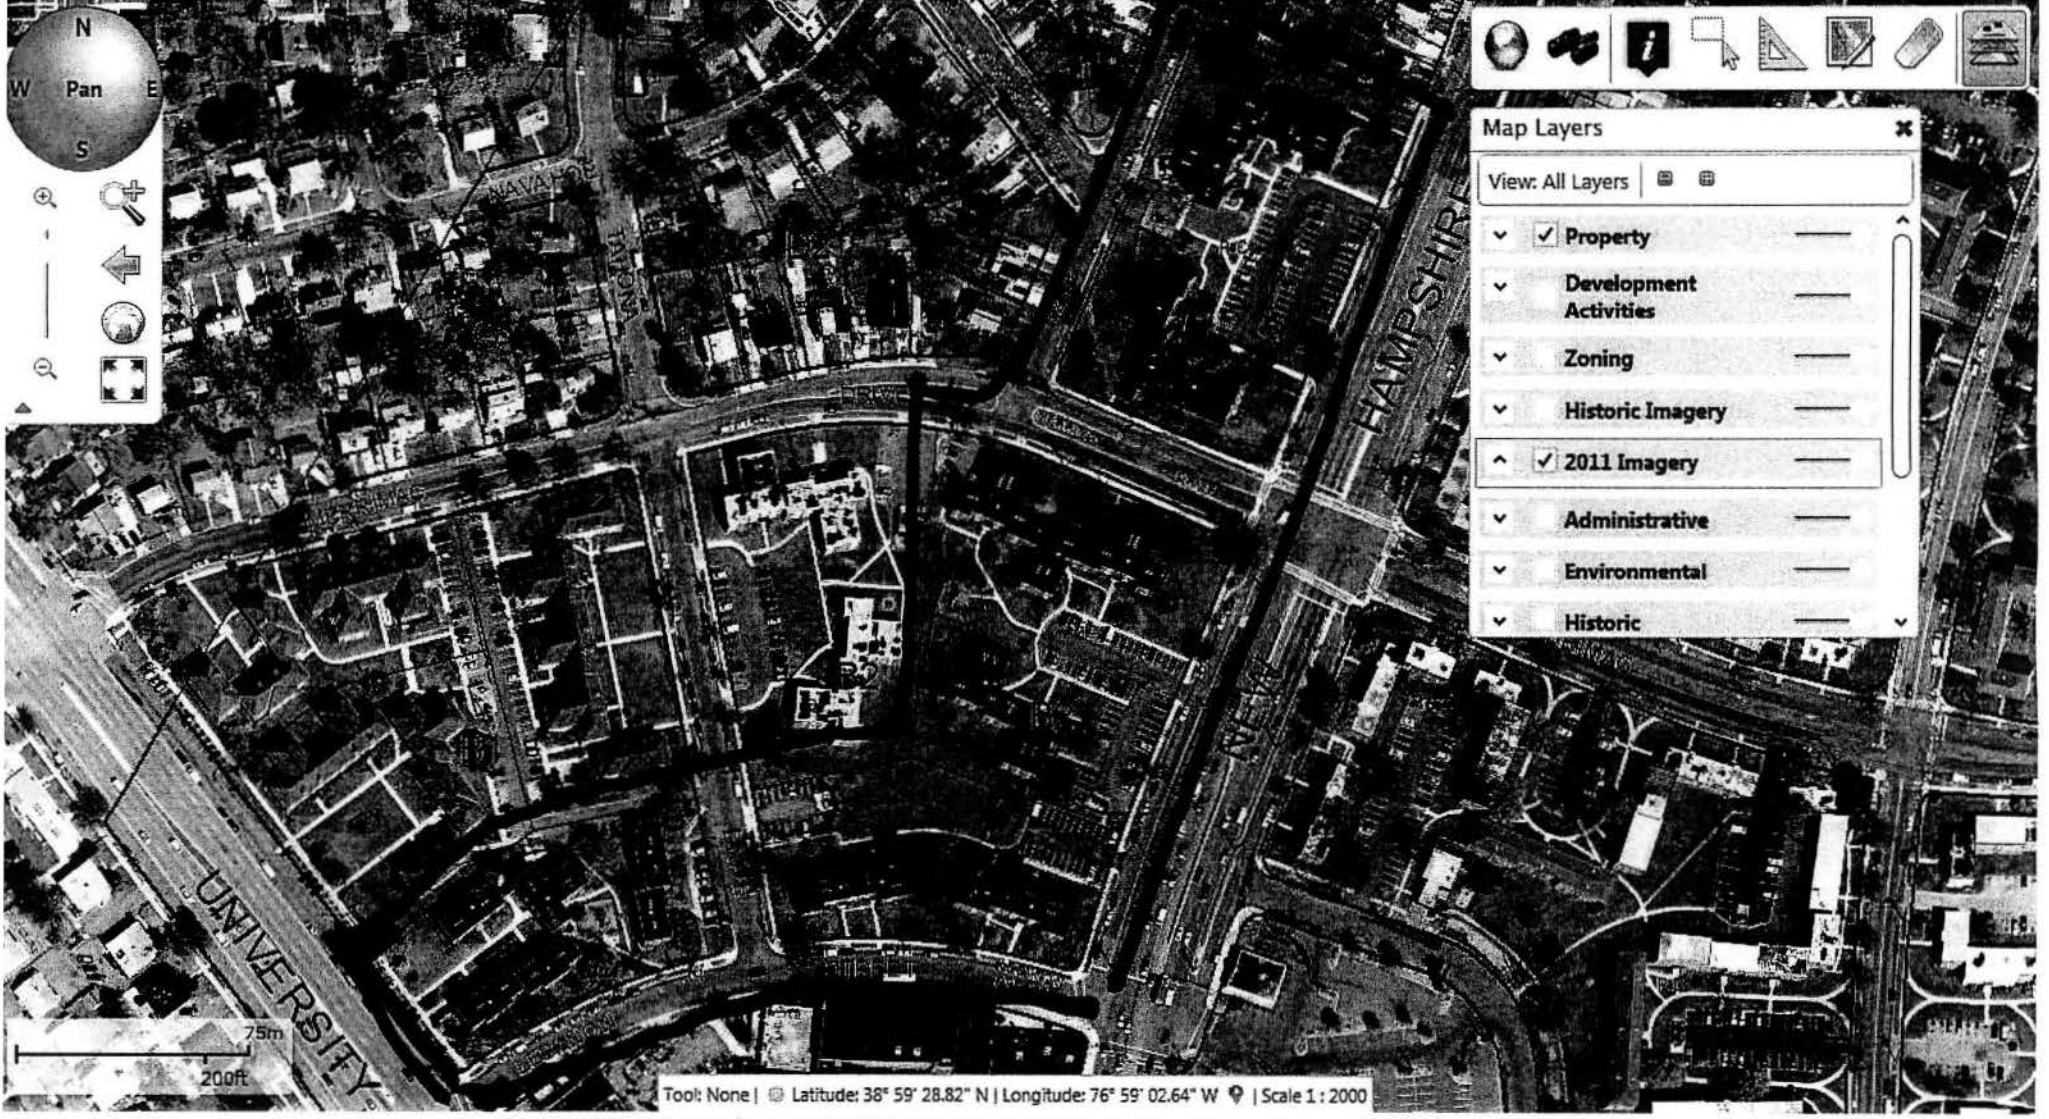 N
W Pan E
S
Map Layers
View: All Layers
Property
Development
Activities
Zoning
Historic Imagery
2011 Imagery
Administrative
Environmental
Historic
NAVAHOE
HAMPSHIRE
DRIVE
NEW
UNIVERSITY
75m
200ft
Tool: None | Latitude: 38° 59' 28.82" N | Longitude: 76° 59' 02.64" W | Scale 1 : 2000